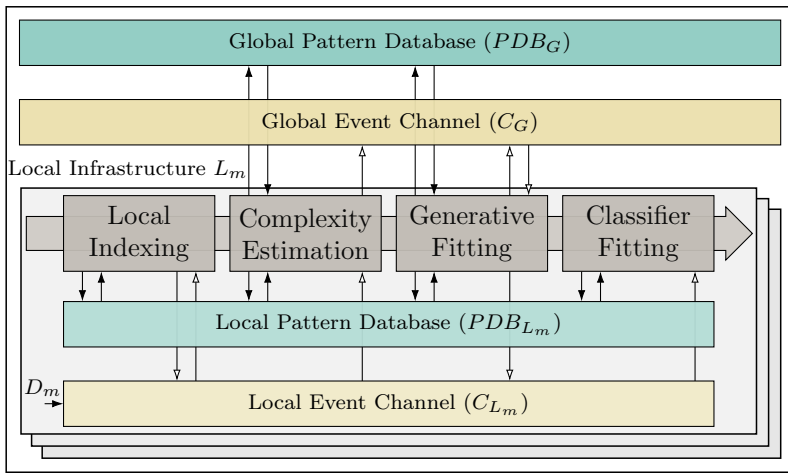 Global Pattern Database (PDB_G)
Global Event Channel (C_G)
Local Infrastructure L_m
Local
Indexing
Complexity
Estimation
Generative
Fitting
Classifier
Fitting
Local Pattern Database (PDB_{L_m})
D_m
Local Event Channel (C_{L_m})